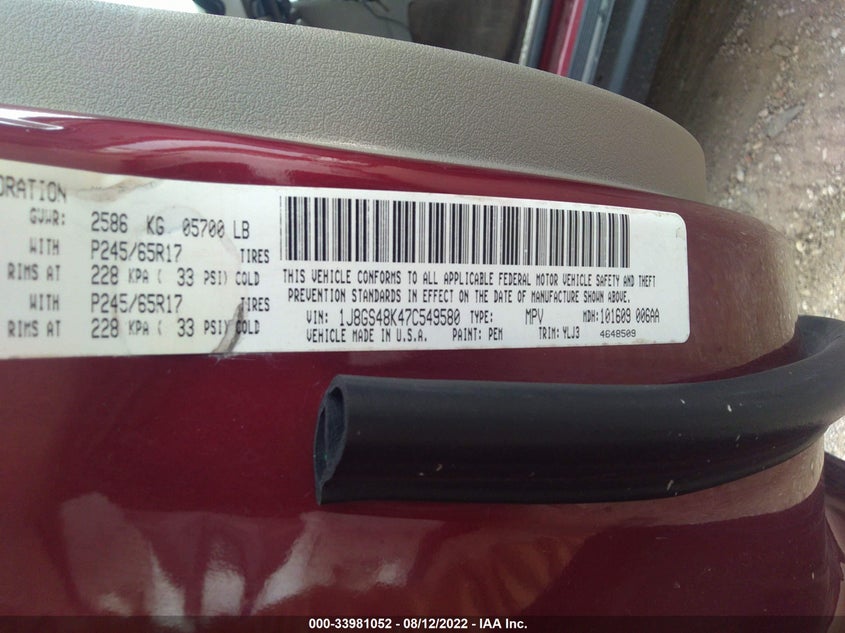 ORATION
GVWR: 2586 KG 05700 LB
WITH P245/65R17 TIRES
RIMS AT 228 KPA ( 33 PSI) COLD
WITH P245/65R17 TIRES
RIMS AT 228 KPA ( 33 PSI) COLD
THIS VEHICLE CONFORMS TO ALL APPLICABLE FEDERAL MOTOR VEHICLE SAFETY AND THEFT
PREVENTION STANDARDS IN EFFECT ON THE DATE OF MANUFACTURE SHOWN ABOVE.
VIN: 1J8GS48K47C549580 TYPE: MPV MDH: 101609 006AA
VEHICLE MADE IN U.S.A. PAINT: PEM TRIM: YLJ3 4648509
000-33981052 - 08/12/2022 - IAA Inc.